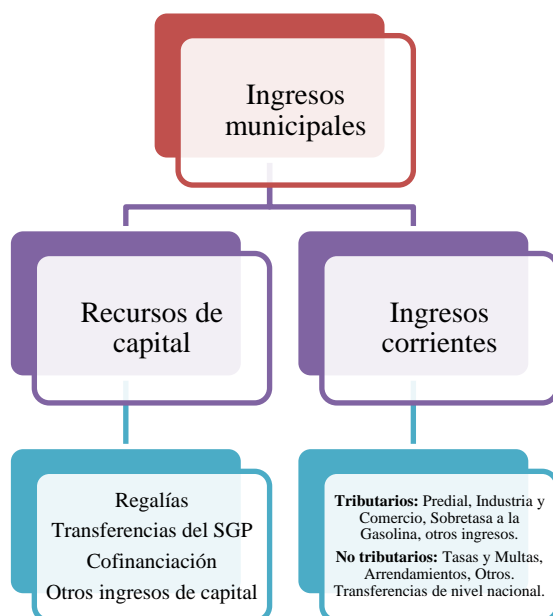 Ingresos
municipales
Recursos de
capital
Ingresos
corrientes
Regalías
Transferencias del SGP
Cofinanciación
Otros ingresos de capital
Tributarios: Predial, Industria y
Comercio, Sobretasa a la
Gasolina, otros ingresos.
No tributarios: Tasas y Multas,
Arrendamientos, Otros.
Transferencias de nivel nacional.